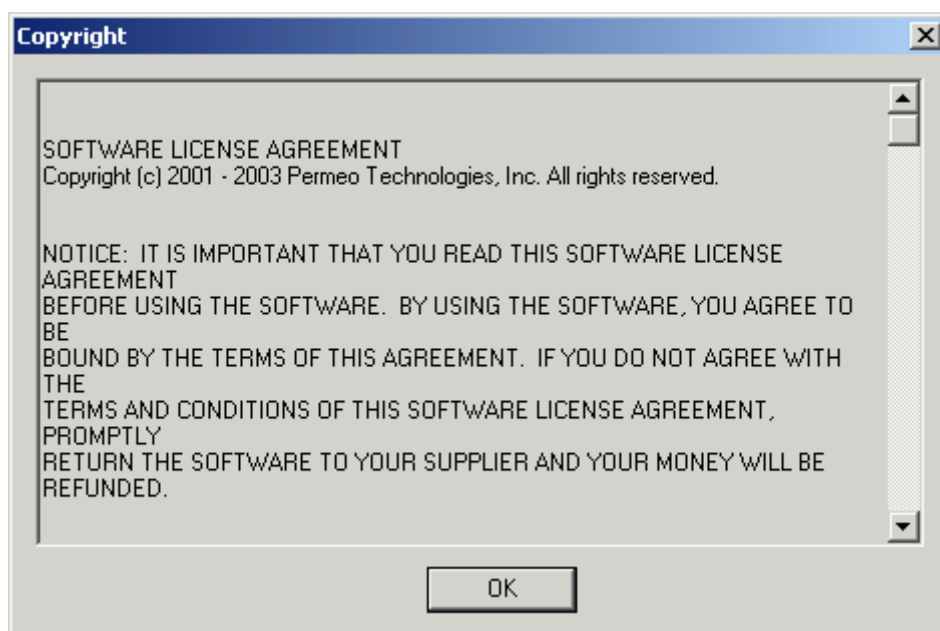 Copyright
SOFTWARE LICENSE AGREEMENT
Copyright (c) 2001 - 2003 Permeo Technologies, Inc. All rights reserved.
NOTICE:  IT IS IMPORTANT THAT YOU READ THIS SOFTWARE LICENSE
AGREEMENT
BEFORE USING THE SOFTWARE.  BY USING THE SOFTWARE, YOU AGREE TO
BE
BOUND BY THE TERMS OF THIS AGREEMENT.  IF YOU DO NOT AGREE WITH
THE
TERMS AND CONDITIONS OF THIS SOFTWARE LICENSE AGREEMENT,
PROMPTLY
RETURN THE SOFTWARE TO YOUR SUPPLIER AND YOUR MONEY WILL BE
REFUNDED.
OK